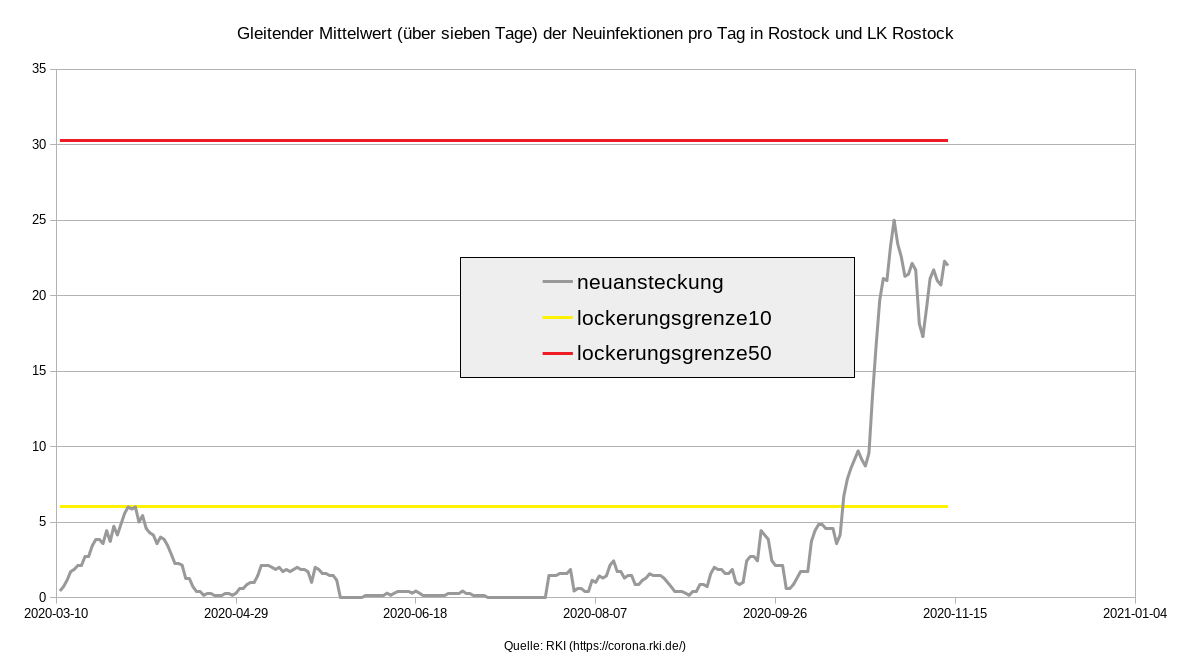 Gleitender Mittelwert (über sieben Tage) der Neuinfektionen pro Tag in Rostock und LK Rostock
35
30
25
20
15
10
5
0
neuansteckung
lockerungsgrenze10
lockerungsgrenze50
2020-03-10 2020-04-29 2020-06-18 2020-08-07 2020-09-26 2020-11-15 2021-01-04
Quelle: RKI (https://corona.rki.de/)